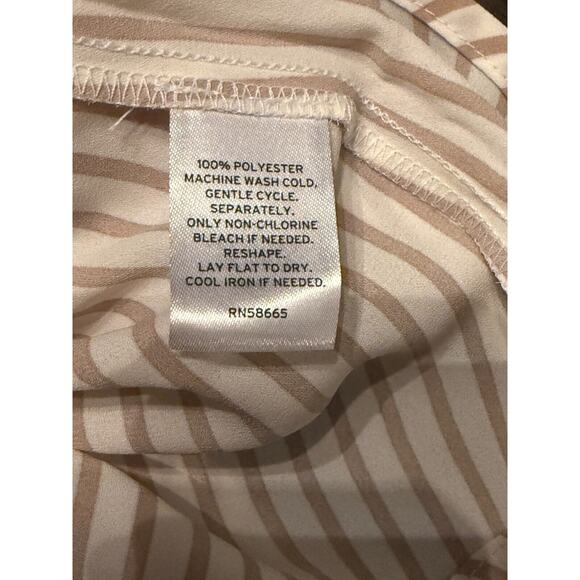 100% POLYESTER
MACHINE WASH COLD,
GENTLE CYCLE.
SEPARATELY.
ONLY NON-CHLORINE
BLEACH IF NEEDED.
RESHAPE.
LAY FLAT TO DRY.
COOL IRON IF NEEDED.
RN58665